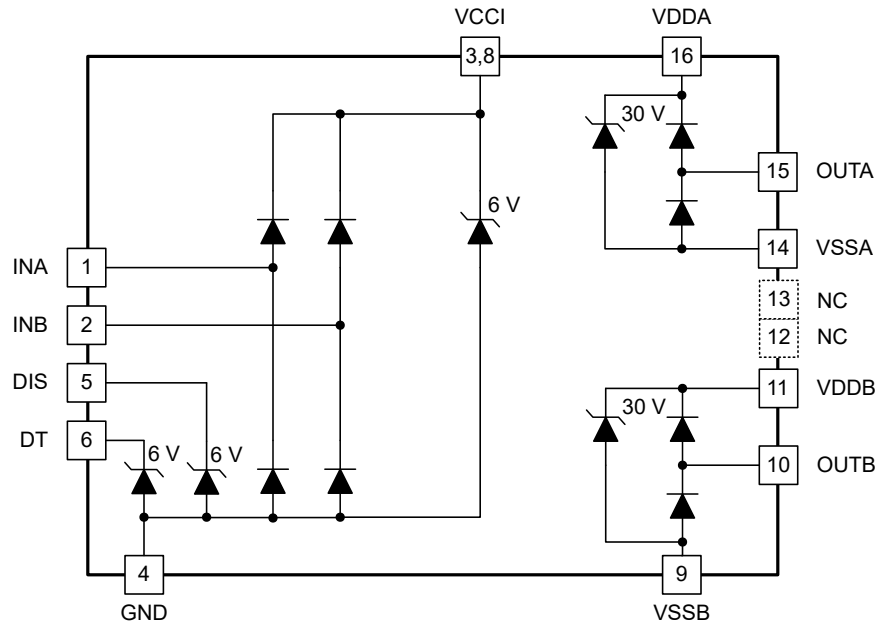 VCCI
VDDA
3,8
16
30 V
15
OUTA
6 V
14
VSSA
INA
1
13
NC
INB
2
12
NC
DIS
5
11
VDDB
30 V
DT
6
6 V
6 V
10
OUTB
4
9
GND
VSSB